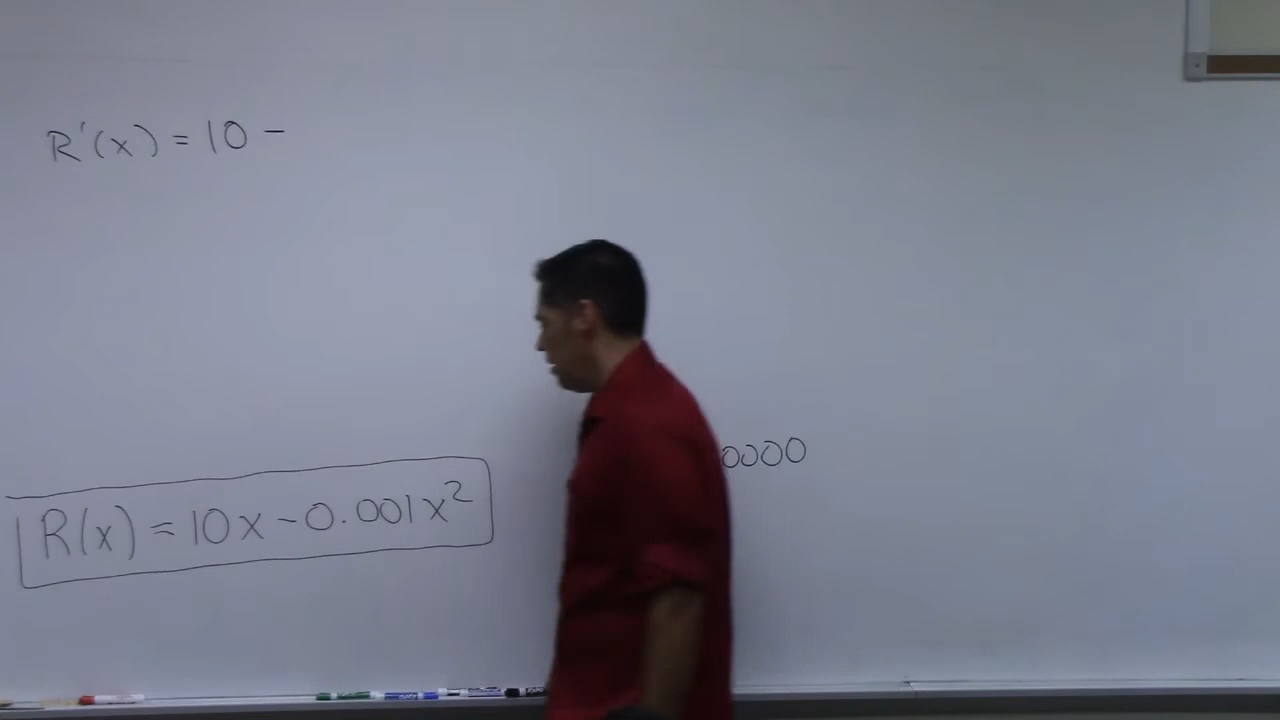 R'(x) = 10 -
0000
R(x) = 10x - 0.001x²